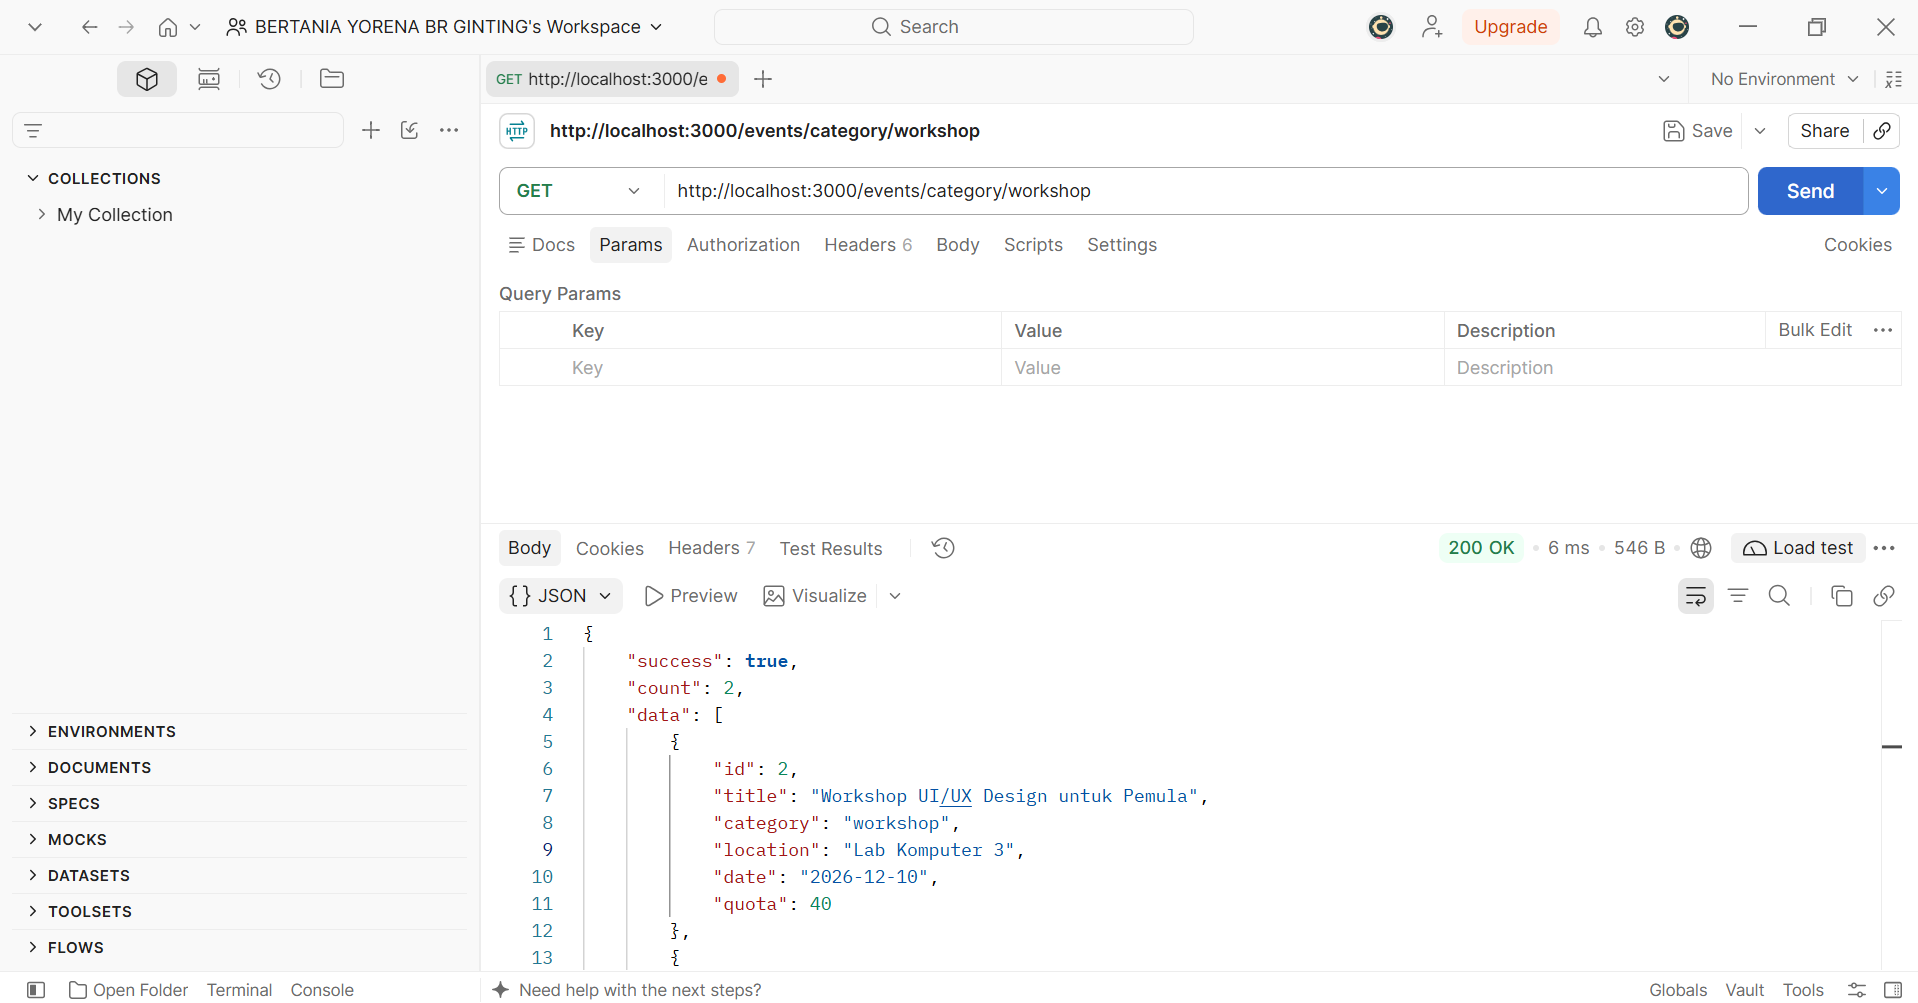 BERTANIA YORENA BR GINTING's Workspace
Search
Upgrade
GET http://localhost:3000/e
No Environment
HTTP
http://localhost:3000/events/category/workshop
Save
Share
COLLECTIONS
My Collection
GET
http://localhost:3000/events/category/workshop
Send
Docs
Params
Authorization
Headers 6
Body
Scripts
Settings
Cookies
Query Params
Key
Value
Description
Bulk Edit
Key
Value
Description
Body
Cookies
Headers 7
Test Results
200 OK
6 ms
546 B
Load test
{} JSON
Preview
Visualize
1 {
2 "success": true,
3 "count": 2,
4 "data": [
5 {
6 "id": 2,
7 "title": "Workshop UI/UX Design untuk Pemula",
8 "category": "workshop",
9 "location": "Lab Komputer 3",
10 "date": "2026-12-10",
11 "quota": 40
12 },
13 {
ENVIRONMENTS
DOCUMENTS
SPECS
MOCKS
DATASETS
TOOLSETS
FLOWS
Open Folder
Terminal
Console
Need help with the next steps?
Globals
Vault
Tools